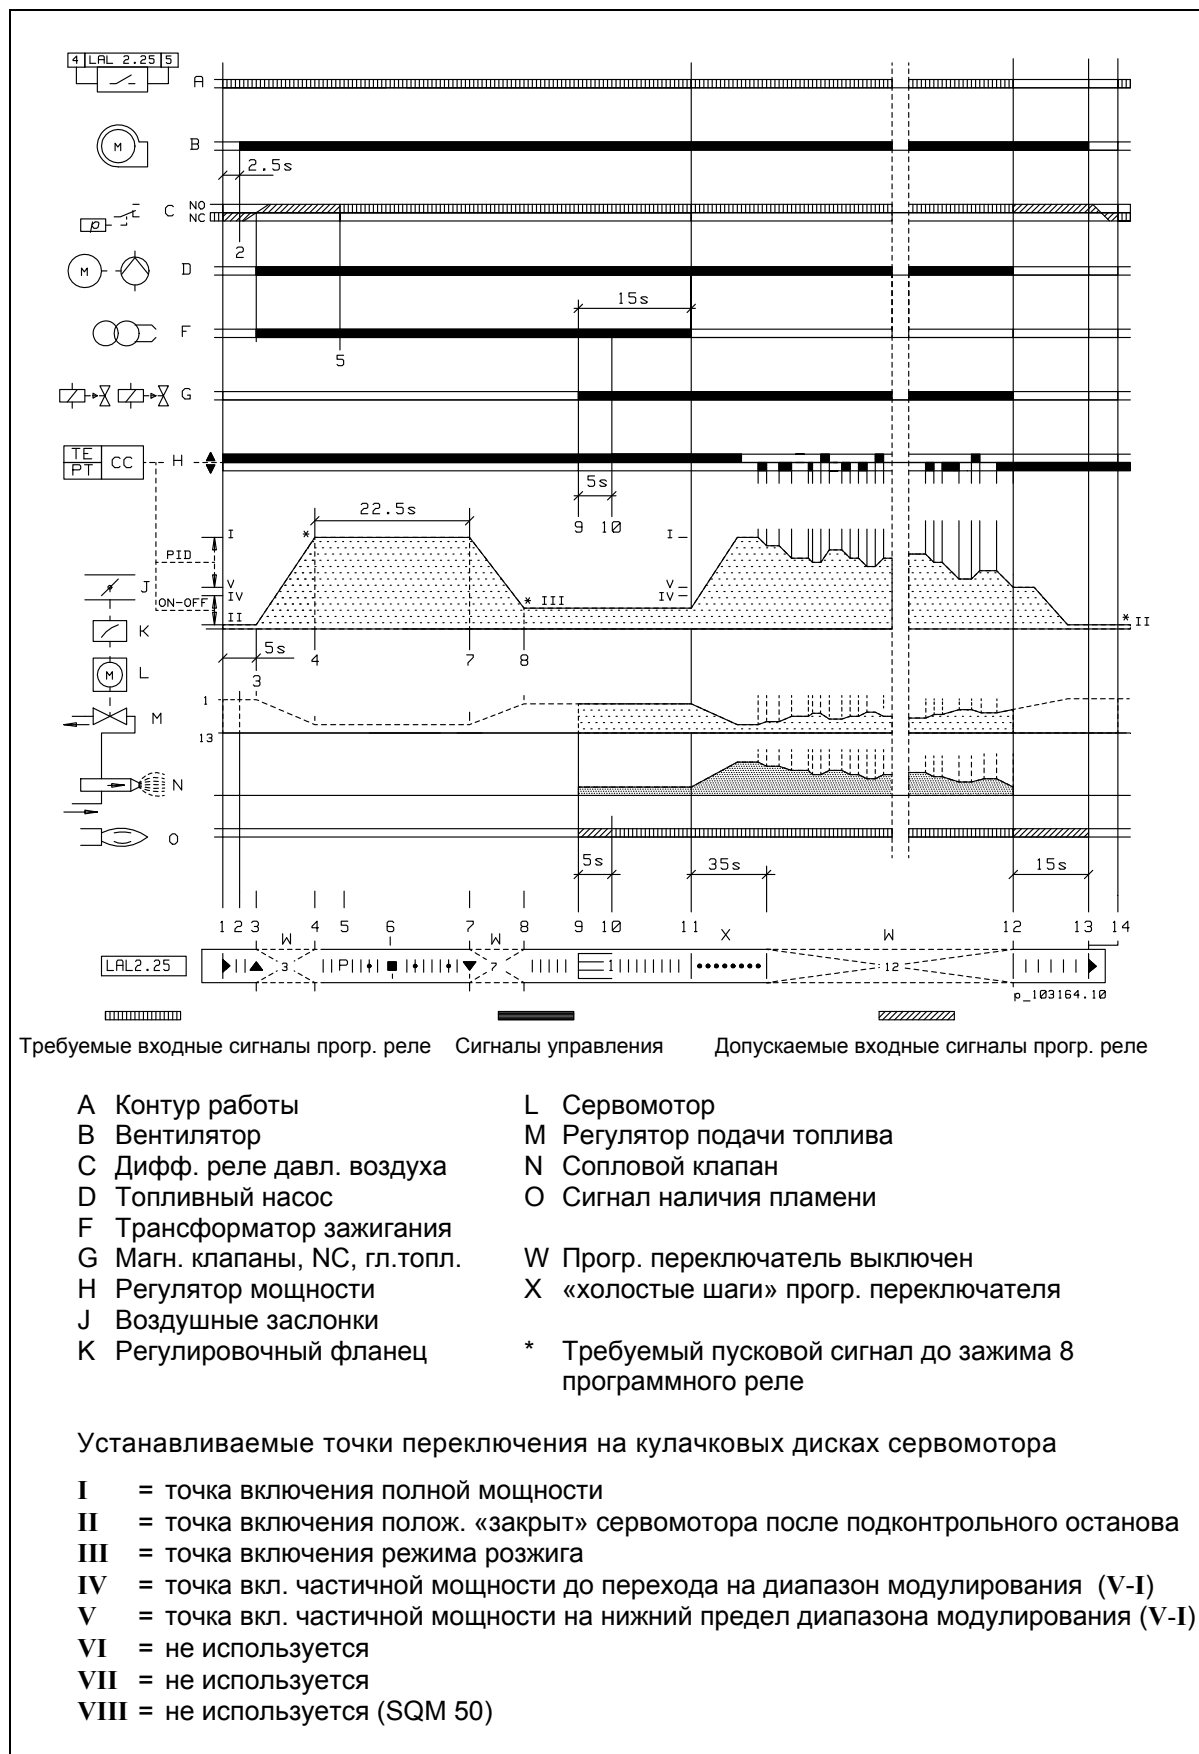 4 LAL 2.25 5
A
M
B
2.5s
NO
C
NC
p
2
M
D
15s
F
5
G
TE
CC
H
PT
5s
22.5s
9 10
I
*
I
PID
J
V
V
IV
IV
ON-OFF
* III
II
* II
K
5s
4
7
8
3
M
L
1
M
13
N
O
5s
35s
15s
1 2 3 4 5 6 7 8 9 10 11 12 13 14
W
W
X
W
LAL2.25
3
P
7
1
12
p_103164.10
Требуемые входные сигналы прогр. реле Сигналы управления Допускаемые входные сигналы прогр. реле
A Контур работы
B Вентилятор
C Дифф. реле давл. воздуха
D Топливный насос
F Трансформатор зажигания
G Магн. клапаны, NC, гл.топл.
H Регулятор мощности
J Воздушные заслонки
K Регулировочный фланец
L Сервомотор
M Регулятор подачи топлива
N Сопловой клапан
O Сигнал наличия пламени
W Прогр. переключатель выключен
X «холостые шаги» прогр. переключателя
* Требуемый пусковой сигнал до зажима 8
программного реле
Устанавливаемые точки переключения на кулачковых дисках сервомотора
I = точка включения полной мощности
II = точка включения полож. «закрыт» сервомотора после подконтрольного останова
III = точка включения режима розжига
IV = точка вкл. частичной мощности до перехода на диапазон модулирования (V-I)
V = точка вкл. частичной мощности на нижний предел диапазона модулирования (V-I)
VI = не используется
VII = не используется
VIII = не используется (SQM 50)